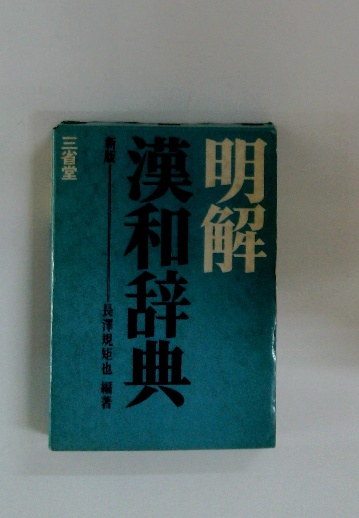 明解
漢和辞典
新版
長澤規矩也 編著
三省堂